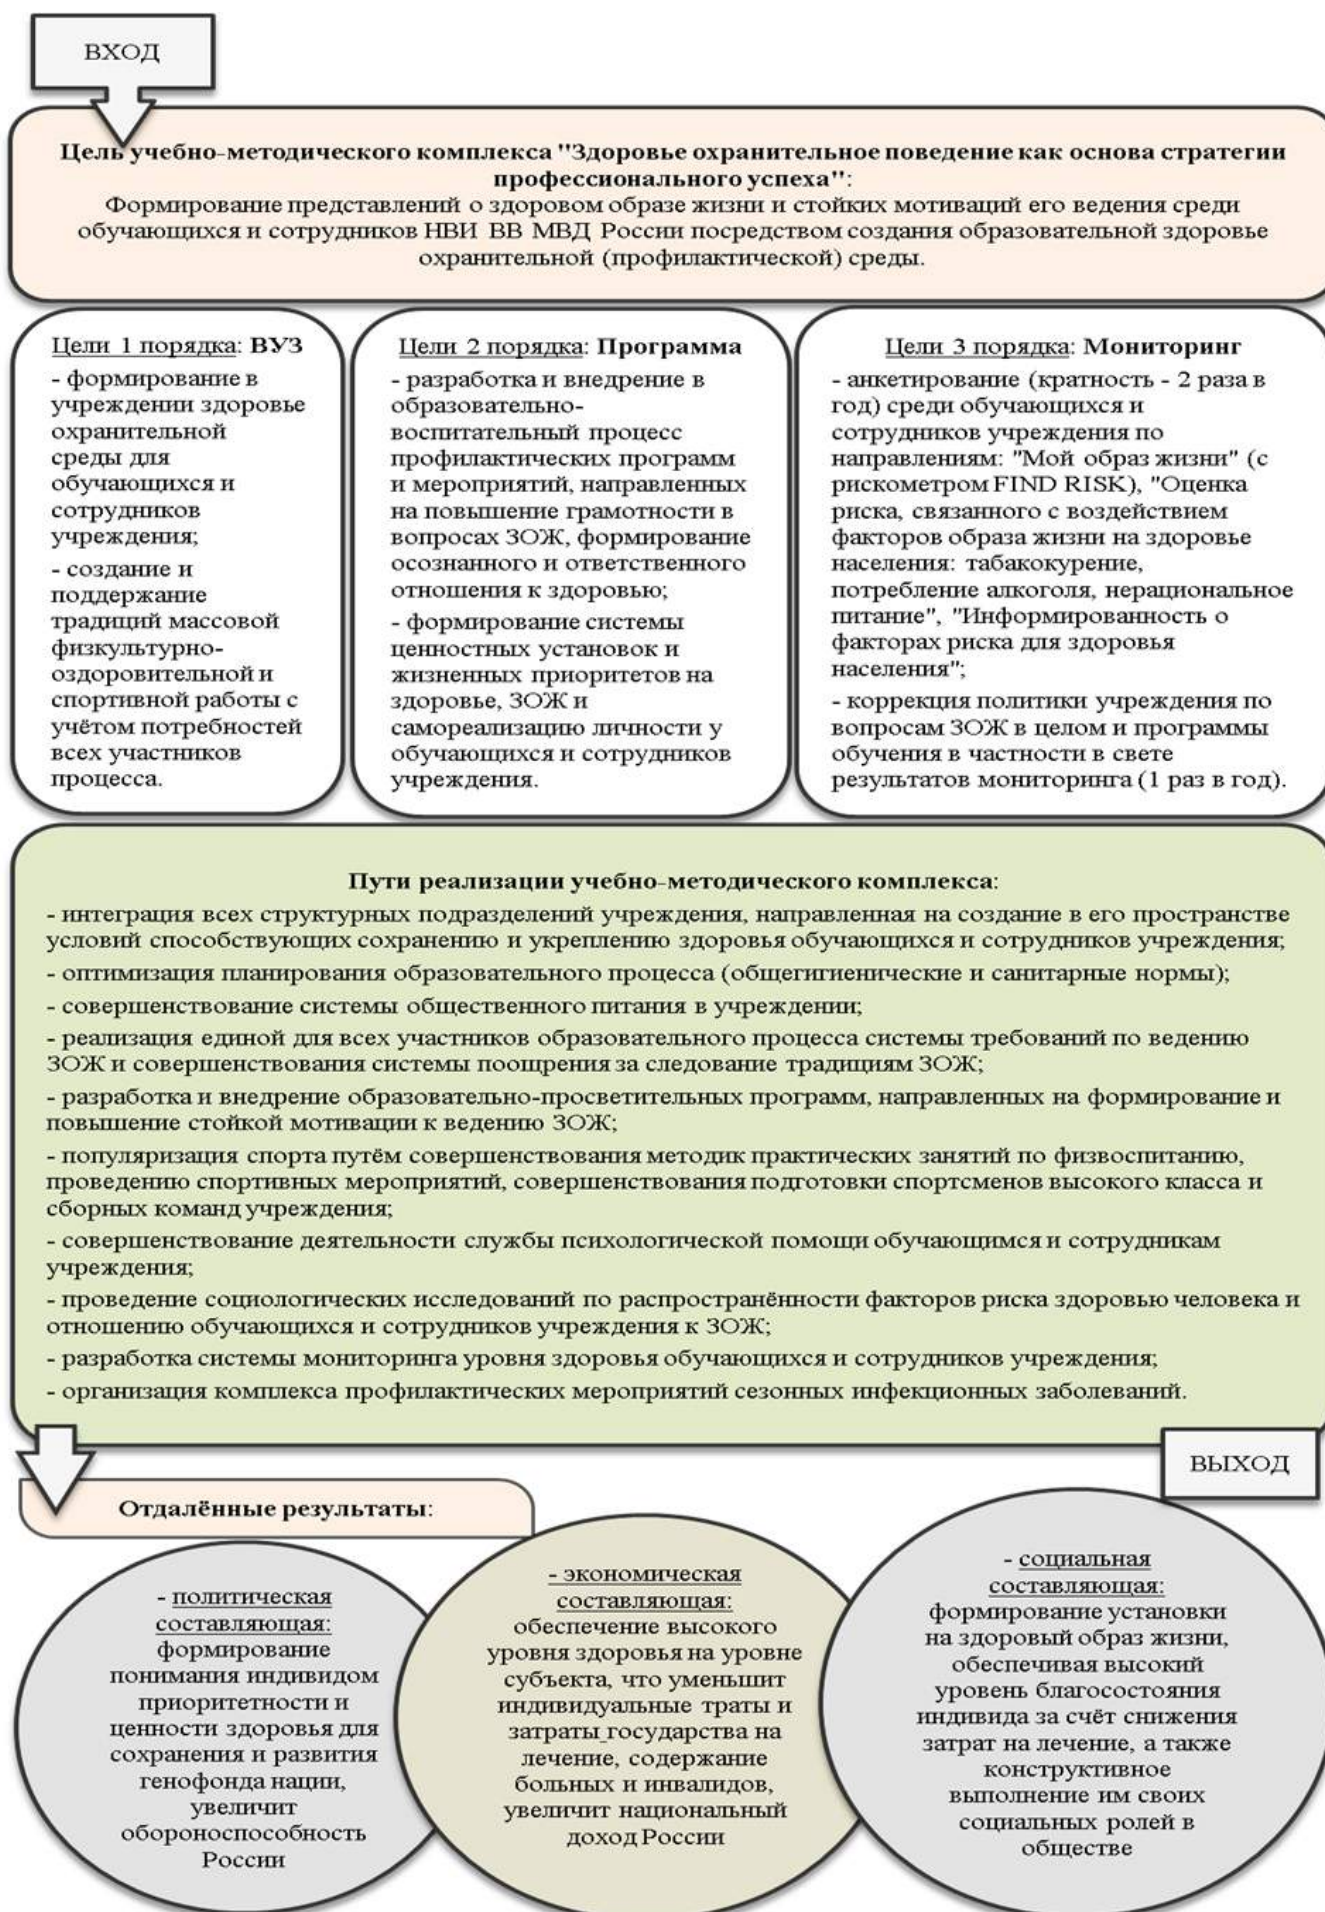 ВХОД
Цель учебно-методического комплекса "Здоровье охранительное поведение как основа стратегии
профессионального успеха":
Формирование представлений о здоровом образе жизни и стойких мотиваций его ведения среди
обучающихся и сотрудников НВИ ВВ МВД России посредством создания образовательной здоровье
охранительной (профилактической) среды.
Цели 1 порядка: ВУЗ
- формирование в
учреждении здоровье
охранительной
среды для
обучающихся и
сотрудников
учреждения;
- создание и
поддержание
традиций массовой
физкультурно-
оздоровительной и
спортивной работы с
учётом потребностей
всех участников
процесса.
Цели 2 порядка: Программа
- разработка и внедрение в
образовательно-
воспитательный процесс
профилактических программ
и мероприятий, направленных
на повышение грамотности в
вопросах ЗОЖ, формирование
осознанного и ответственного
отношения к здоровью;
- формирование системы
ценностных установок и
жизненных приоритетов на
здоровье, ЗОЖ и
самореализацию личности у
обучающихся и сотрудников
учреждения.
Цели 3 порядка: Мониторинг
- анкетирование (кратность - 2 раза в
год) среди обучающихся и
сотрудников учреждения по
направлениям: "Мой образ жизни" (с
рискометром FIND RISK), "Оценка
риска, связанного с воздействием
факторов образа жизни на здоровье
населения: табакокурение,
потребление алкоголя, нерациональное
питание", "Информированность о
факторах риска для здоровья
населения";
- коррекция политики учреждения по
вопросам ЗОЖ в целом и программы
обучения в частности в свете
результатов мониторинга (1 раз в год).
Пути реализации учебно-методического комплекса:
- интеграция всех структурных подразделений учреждения, направленная на создание в его пространстве
условий способствующих сохранению и укреплению здоровья обучающихся и сотрудников учреждения;
- оптимизация планирования образовательного процесса (общегигиенические и санитарные нормы);
- совершенствование системы общественного питания в учреждении;
- реализация единой для всех участников образовательного процесса системы требований по ведению
ЗОЖ и совершенствования системы поощрения за следование традициям ЗОЖ;
- разработка и внедрение образовательно-просветительных программ, направленных на формирование и
повышение стойкой мотивации к ведению ЗОЖ;
- популяризация спорта путём совершенствования методик практических занятий по физвоспитанию,
проведению спортивных мероприятий, совершенствования подготовки спортсменов высокого класса и
сборных команд учреждения;
- совершенствование деятельности службы психологической помощи обучающимся и сотрудникам
учреждения;
- проведение социологических исследований по распространённости факторов риска здоровью человека и
отношению обучающихся и сотрудников учреждения к ЗОЖ;
- разработка системы мониторинга уровня здоровья обучающихся и сотрудников учреждения;
- организация комплекса профилактических мероприятий сезонных инфекционных заболеваний.
ВЫХОД
Отдалённые результаты:
- политическая
составляющая:
формирование
понимания индивидом
приоритетности и
ценности здоровья для
сохранения и развития
генофонда нации,
увеличит
обороноспособность
России
- экономическая
составляющая:
обеспечение высокого
уровня здоровья на уровне
субъекта, что уменьшит
индивидуальные траты и
затраты государства на
лечение, содержание
больных и инвалидов,
увеличит национальный
доход России
- социальная
составляющая:
формирование установки
на здоровый образ жизни,
обеспечивая высокий
уровень благосостояния
индивида за счёт снижения
затрат на лечение, а также
конструктивное
выполнение им своих
социальных ролей в
обществе